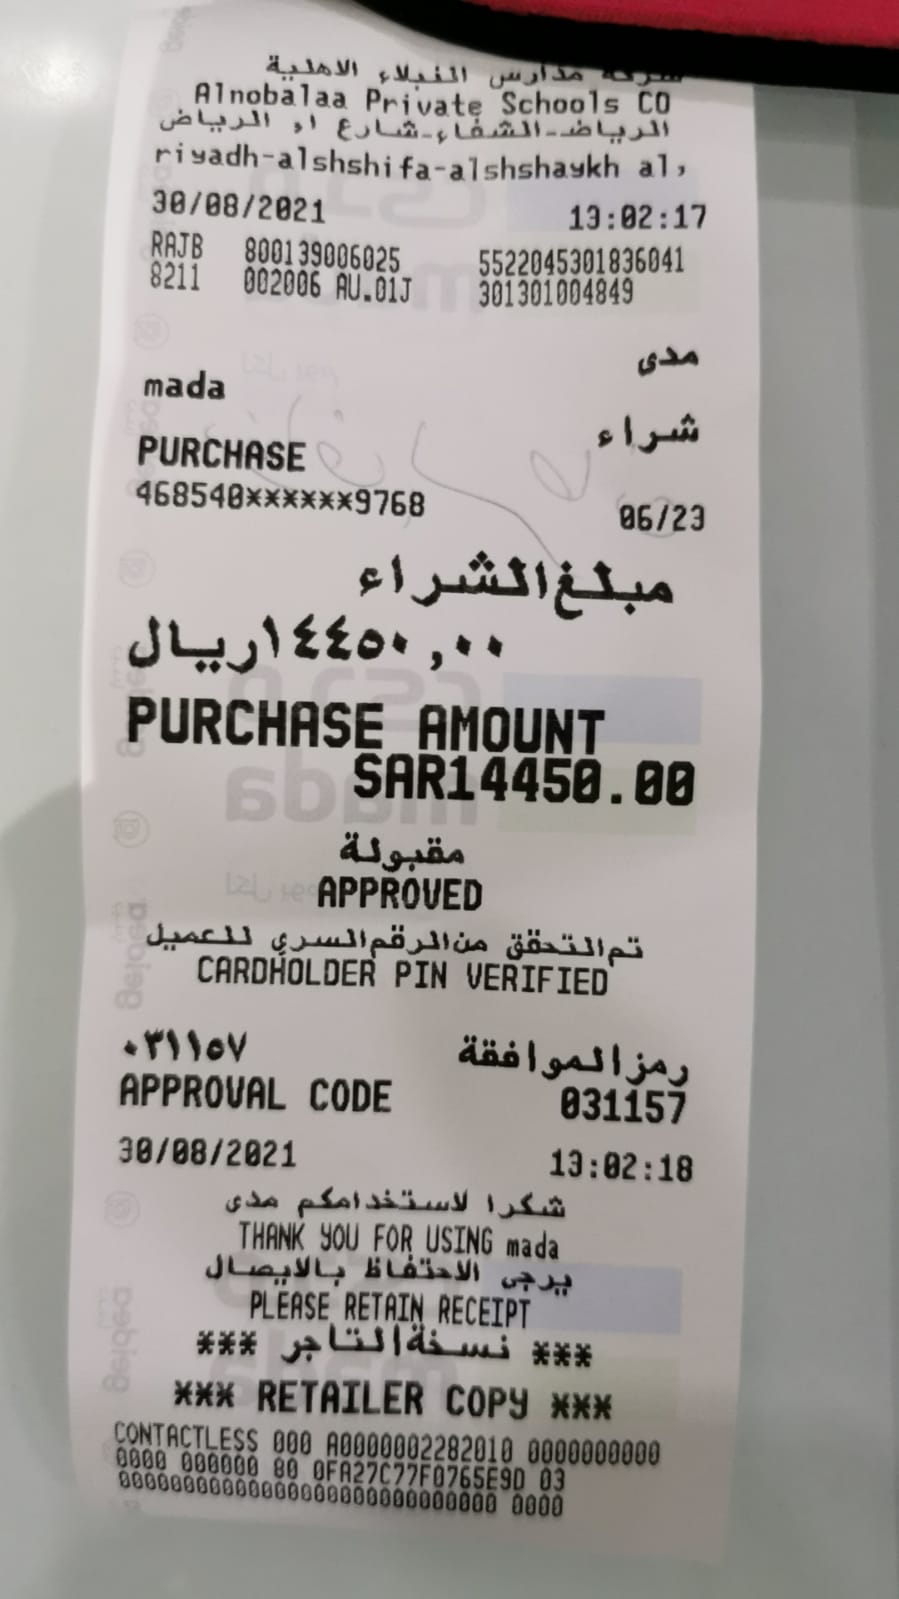 شركة مدارس النبلاء الاهلية
Alnobalaa Private Schools CO
الرياض-الشفاء-شارع ا، الرياض
riyadh-alshshifa-alshshaykh al,
30/08/2021 13:02:17
RAJB 800139006025 5522045301836041
8211 002006 AU.01J 301301004849
مدى
mada
شراء
PURCHASE
468540******9768 06/23
مبلغ الشراء
١٤٤٥٠,٠٠ ريال
PURCHASE AMOUNT
SAR14450.00
مقبولة
APPROVED
تم التحقق من الرقم السري للعميل
CARDHOLDER PIN VERIFIED
رمز الموافقة ٠٣١١٥٧
APPROVAL CODE 031157
30/08/2021 13:02:18
شكرا لاستخدامكم مدى
THANK YOU FOR USING mada
يرجى الاحتفاظ بالايصال
PLEASE RETAIN RECEIPT
*** نسخة التاجر ***
*** RETAILER COPY ***
CONTACTLESS 000 A0000002282010 0000000000
0000 000000 80 0FA27C77F0765E9D 03
0000000000000000000000000000 0000